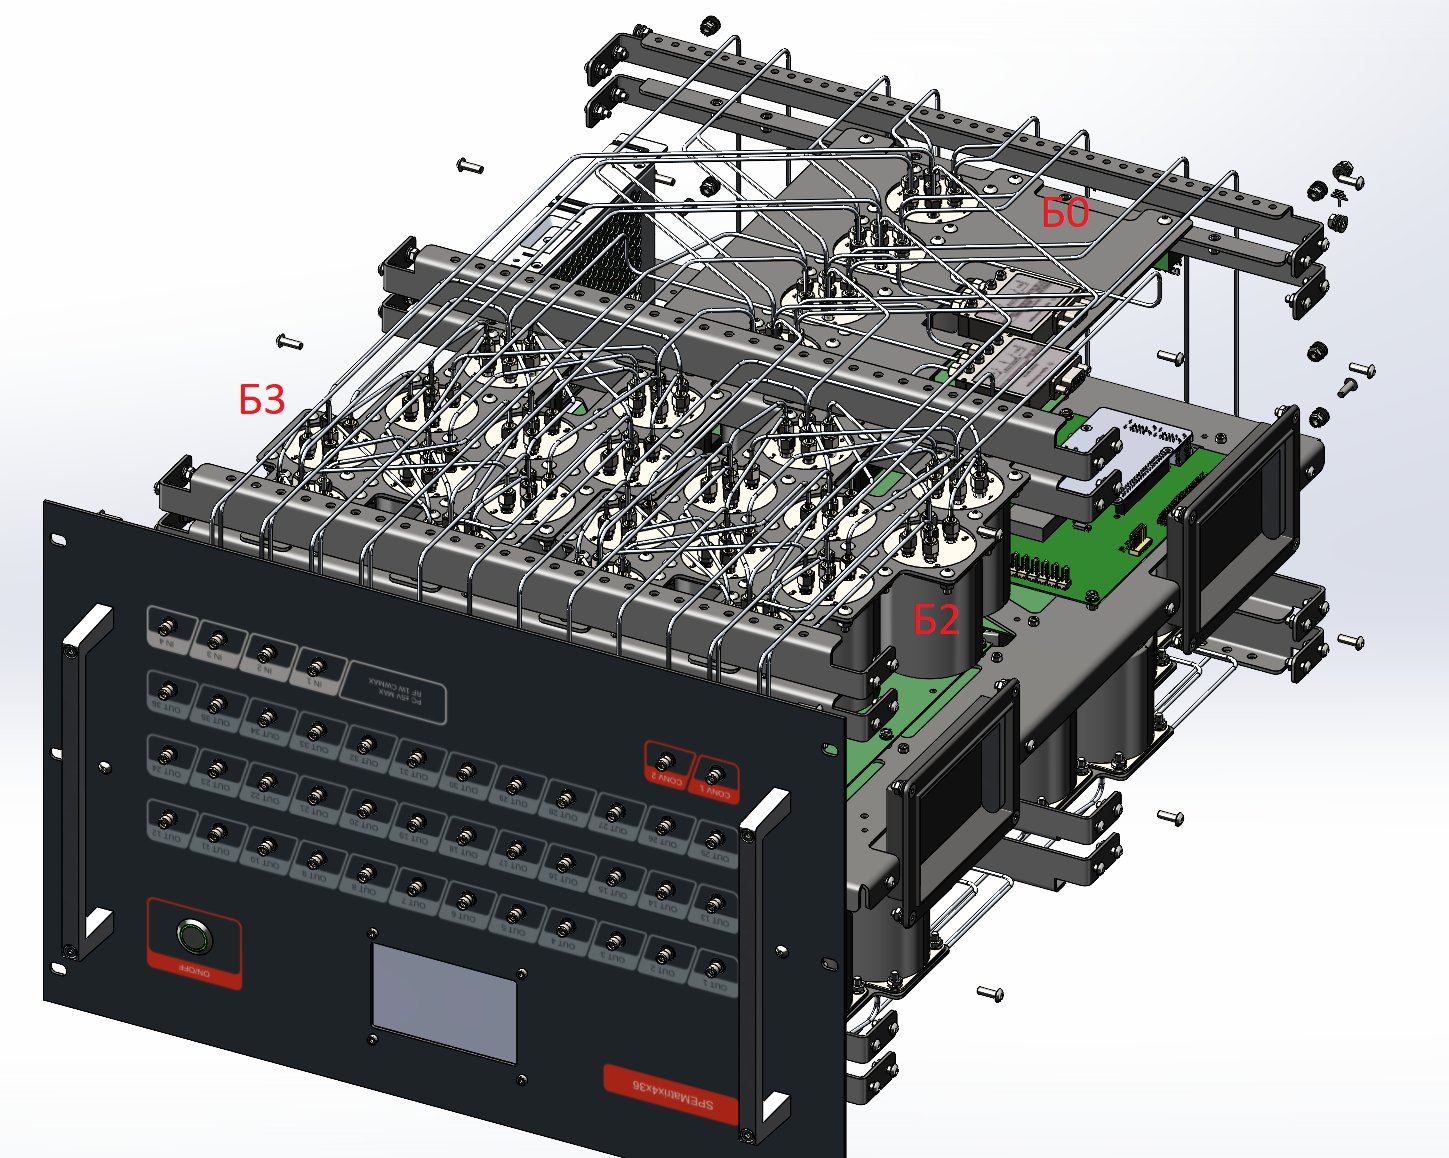 Б0
Б3
Б2
IN 4
IN 3
IN 2
IN 1
PC ±5V MAX
RF 1W CWMAX
OUT 36
OUT 35
OUT 34
OUT 33
OUT 32
OUT 31
OUT 30
OUT 29
OUT 28
OUT 27
OUT 26
OUT 25
CONV 2
CONV 1
OUT 24
OUT 23
OUT 22
OUT 21
OUT 20
OUT 19
OUT 18
OUT 17
OUT 16
OUT 15
OUT 14
OUT 13
OUT 12
OUT 11
OUT 10
OUT 9
OUT 8
OUT 7
OUT 6
OUT 5
OUT 4
OUT 3
OUT 2
OUT 1
ON/OFF
SPEMatrix4x36